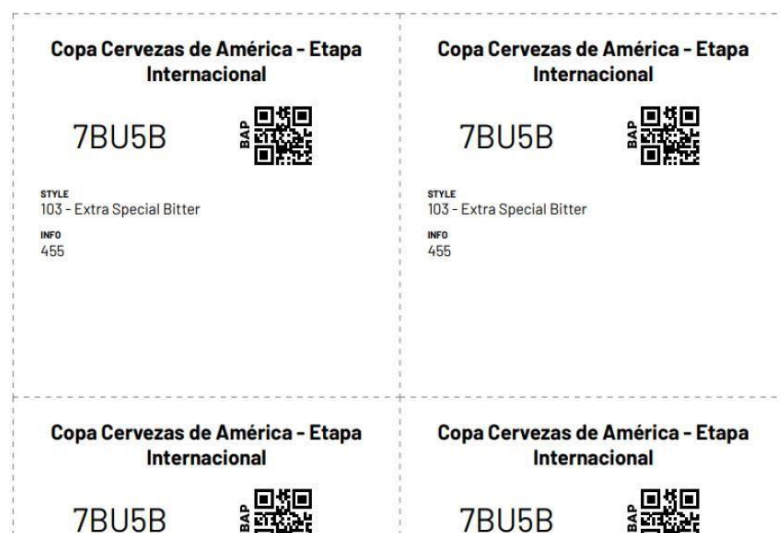 Copa Cervezas de América - Etapa
Internacional
7BU5B
BAP
STYLE
103 - Extra Special Bitter
INFO
455
Copa Cervezas de América - Etapa
Internacional
7BU5B
BAP
STYLE
103 - Extra Special Bitter
INFO
455
Copa Cervezas de América - Etapa
Internacional
7BU5B
BAP
Copa Cervezas de América - Etapa
Internacional
7BU5B
BAP